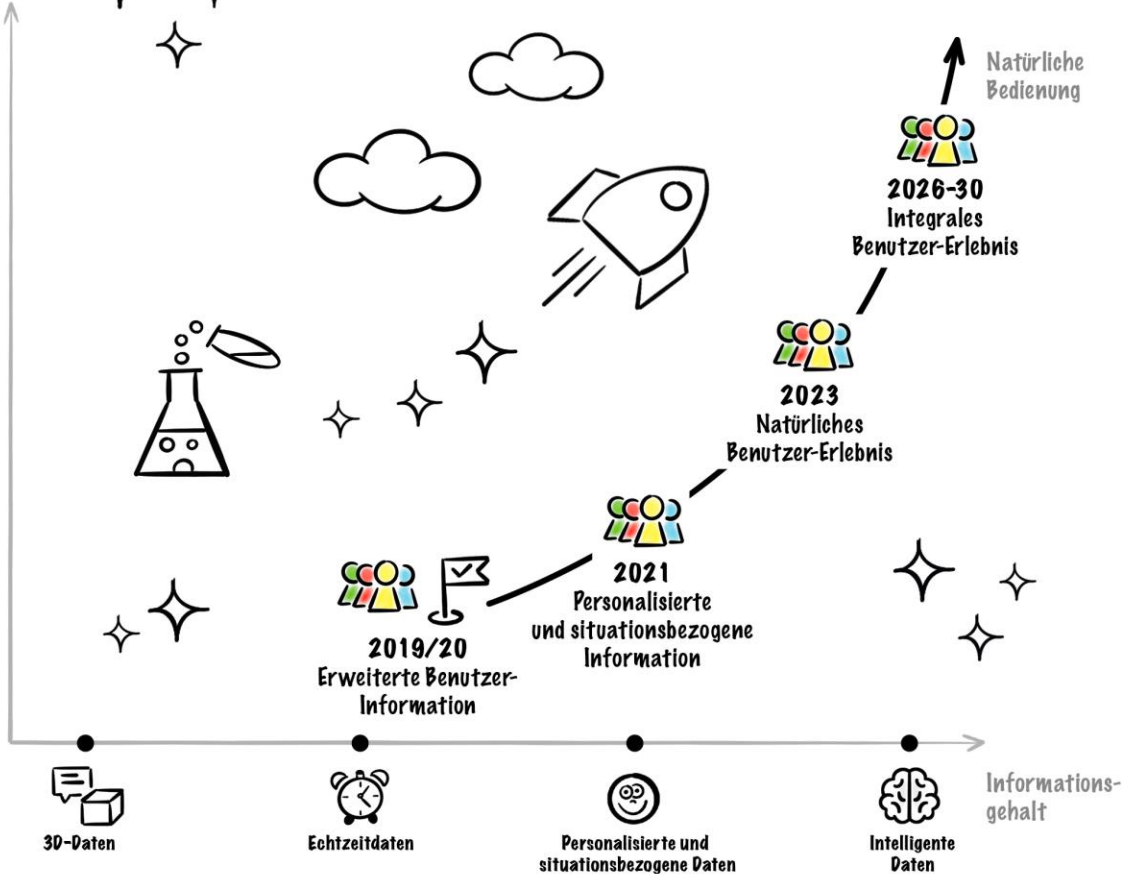 Natürliche
Bedienung
2026-30
Integrales
Benutzer-Erlebnis
2023
Natürliches
Benutzer-Erlebnis
2021
Personalisierte
und situationsbezogene
Information
2019/20
Erweiterte Benutzer-
Information
Informations-
gehalt
3D-Daten
Echtzeitdaten
Personalisierte und
situationsbezogene Daten
Intelligente
Daten